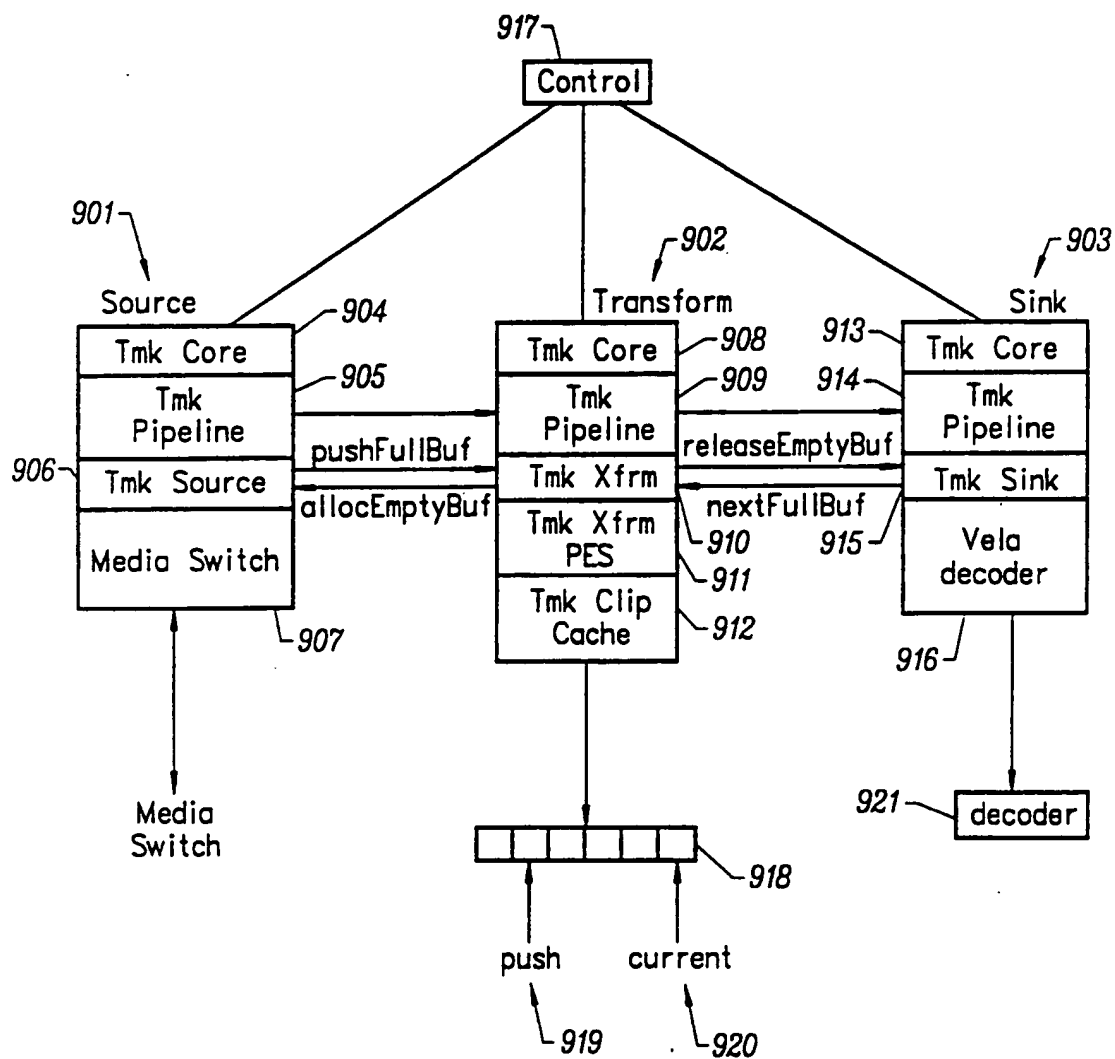 917
Control
901
902
903
Source
Transform
Sink
904
908
913
Tmk Core
Tmk Core
Tmk Core
905
909
914
Tmk
Pipeline
Tmk
Pipeline
Tmk
Pipeline
pushFullBuf
releaseEmptyBuf
906
Tmk Source
Tmk Xfrm
Tmk Sink
allocEmptyBuf
nextFullBuf
910
915
Media Switch
Tmk Xfrm
PES
Vela
decoder
911
Tmk Clip
Cache
912
907
916
Media
Switch
921
decoder
918
push
current
919
920